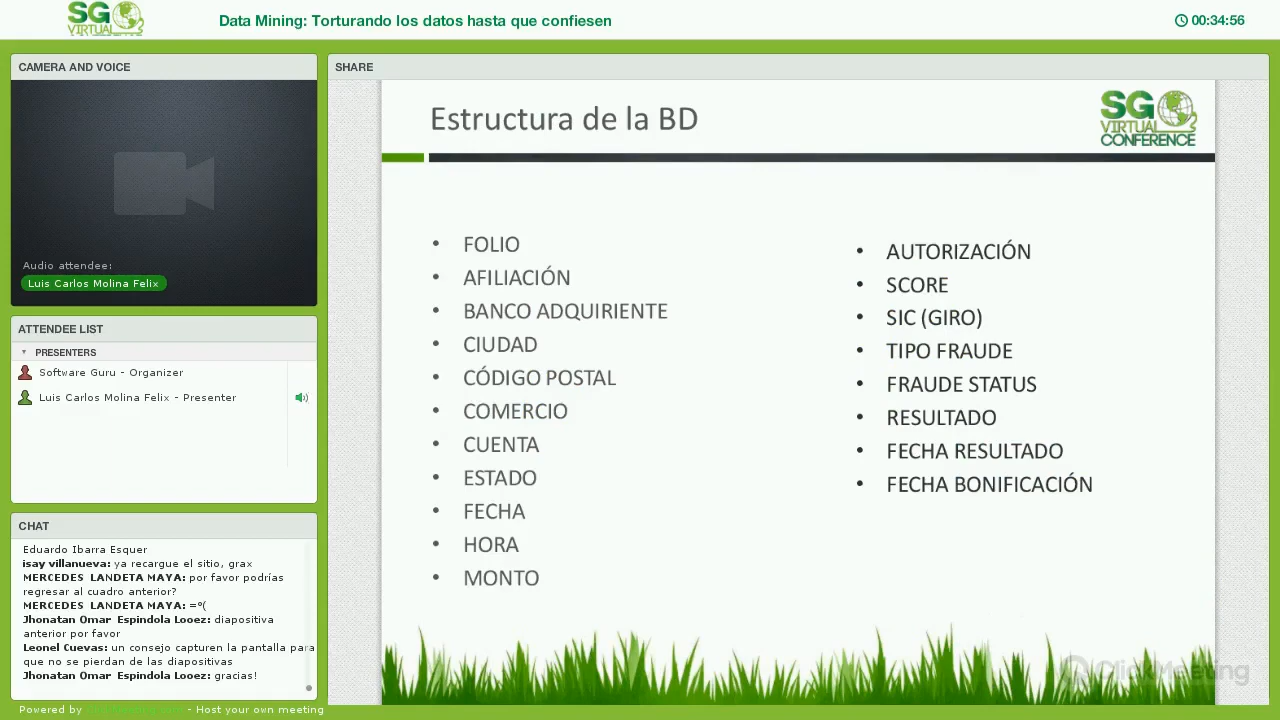 SG
VIRTUAL
CONFERENCE
Data Mining: Torturando los datos hasta que confiesen
00:34:56
CAMERA AND VOICE
Audio attendee:
Luis Carlos Molina Felix
ATTENDEE LIST
PRESENTERS
Software Guru - Organizer
Luis Carlos Molina Felix - Presenter
CHAT
Eduardo Ibarra Esquer
isay villanueva: ya recargue el sitio, grax
MERCEDES LANDETA MAYA: por favor podrías
regresar al cuadro anterior?
MERCEDES LANDETA MAYA: =°(
Jhonatan Omar Espindola Looez: diapositiva
anterior por favor
Leonel Cuevas: un consejo capturen la pantalla para
que no se pierdan de las diapositivas
Jhonatan Omar Espindola Looez: gracias!
Powered by ClickMeeting.com - Host your own meeting
SHARE
Estructura de la BD
SG
VIRTUAL
CONFERENCE
• FOLIO
• AFILIACIÓN
• BANCO ADQUIRIENTE
• CIUDAD
• CÓDIGO POSTAL
• COMERCIO
• CUENTA
• ESTADO
• FECHA
• HORA
• MONTO
• AUTORIZACIÓN
• SCORE
• SIC (GIRO)
• TIPO FRAUDE
• FRAUDE STATUS
• RESULTADO
• FECHA RESULTADO
• FECHA BONIFICACIÓN
ClickMeeting